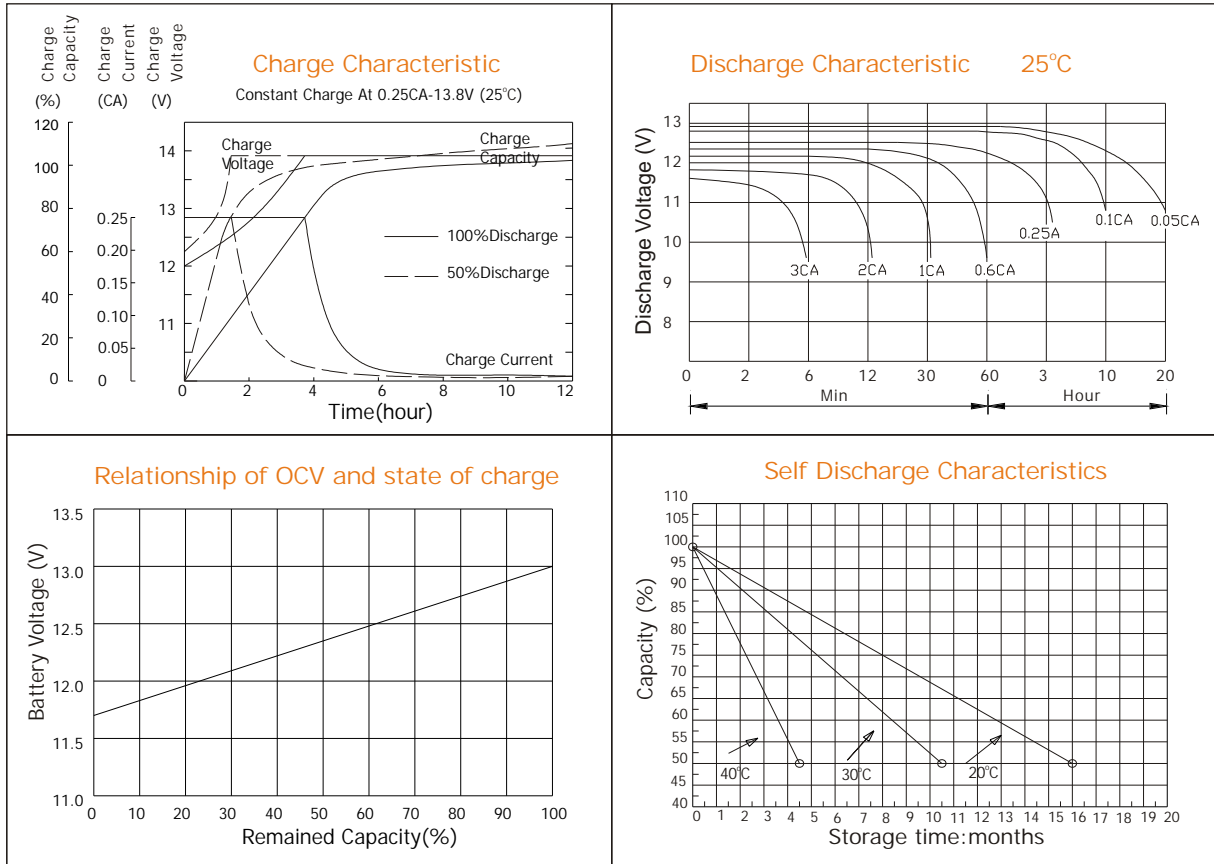 Charge Capacity
Charge Current
Charge Voltage
(%)
(CA)
(V)
Charge Characteristic
Constant Charge At 0.25CA-13.8V (25°C)
120
100
80
60
40
20
0
0.25
0.20
0.15
0.10
0.05
0
14
13
12
11
Charge
Voltage
Charge
Capacity
100%Discharge
50%Discharge
Charge Current
0 2 4 6 8 10 12
Time(hour)
Discharge Characteristic 25°C
Discharge Voltage (V)
13
12
11
10
9
8
3CA
2CA
1CA
0.6CA
0.25A
0.1CA
0.05CA
0 2 6 12 30 60 3 10 20
Min
Hour
Relationship of OCV and state of charge
Battery Voltage (V)
13.5
13.0
12.5
12.0
11.5
11.0
0 10 20 30 40 50 60 70 80 90 100
Remained Capacity(%)
Self Discharge Characteristics
Capacity (%)
110
105
100
95
90
85
80
75
70
65
60
55
50
45
40
40°C
30°C
20°C
0 1 2 3 4 5 6 7 8 9 10 11 12 13 14 15 16 17 18 19 20
Storage time:months